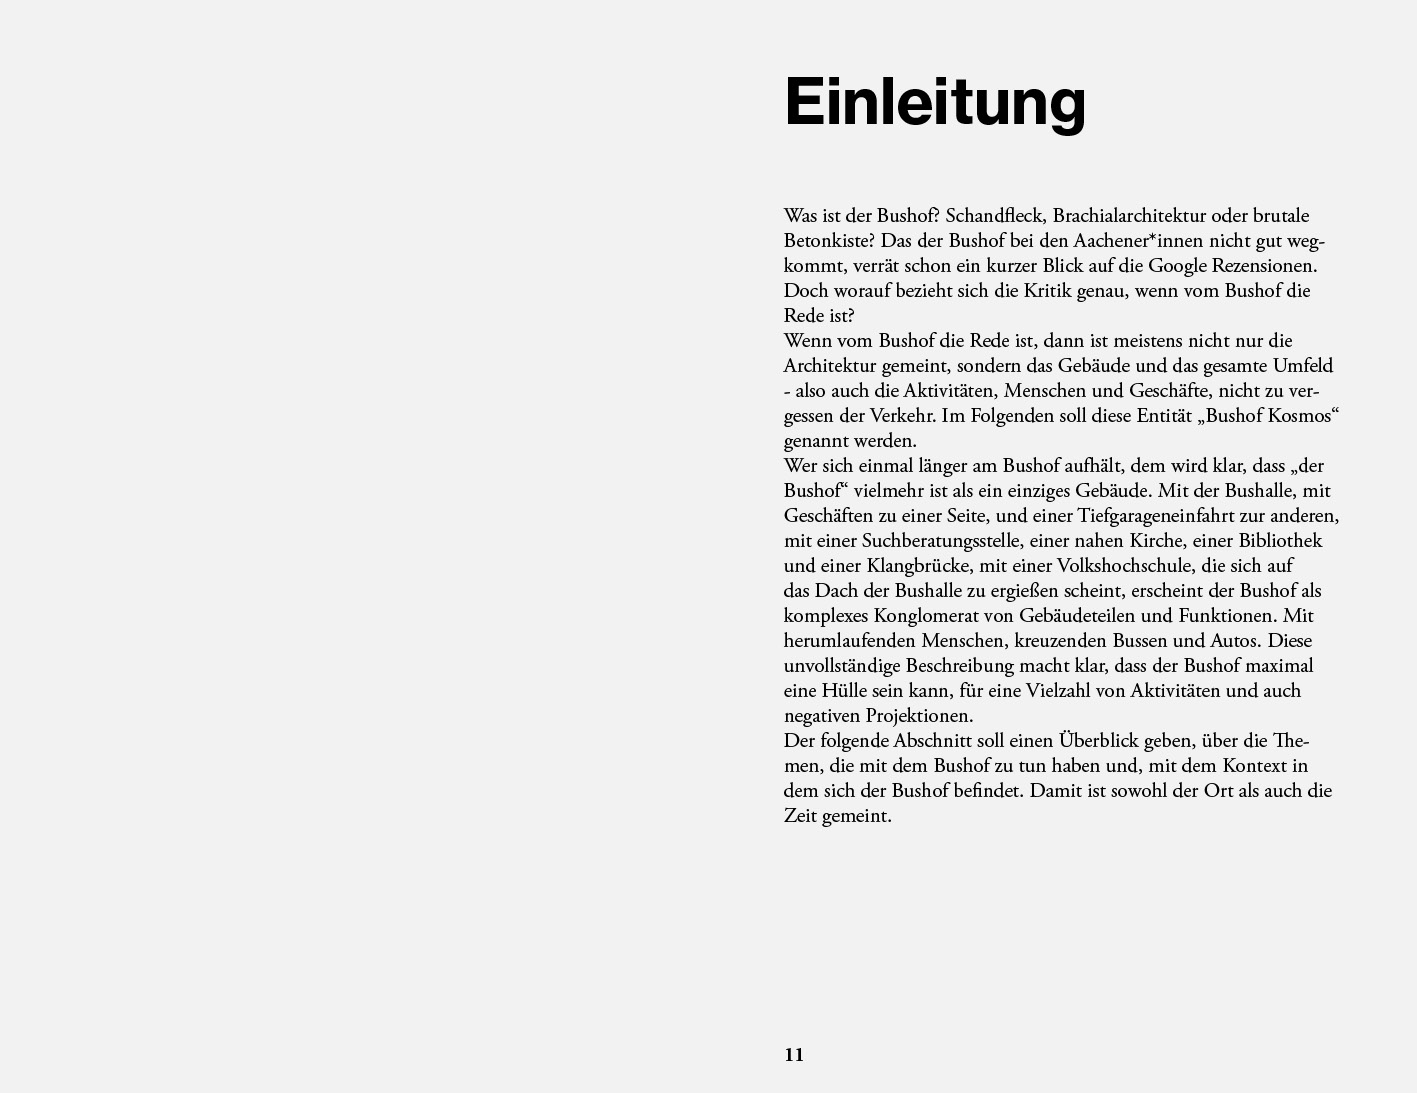 Einleitung
Was ist der Bushof? Schandfleck, Brachialarchitektur oder brutale
Betonkiste? Das der Bushof bei den Aachener*innen nicht gut weg-
kommt, verrät schon ein kurzer Blick auf die Google Rezensionen.
Doch worauf bezieht sich die Kritik genau, wenn vom Bushof die
Rede ist?
Wenn vom Bushof die Rede ist, dann ist meistens nicht nur die
Architektur gemeint, sondern das Gebäude und das gesamte Umfeld
- also auch die Aktivitäten, Menschen und Geschäfte, nicht zu ver-
gessen der Verkehr. Im Folgenden soll diese Entität „Bushof Kosmos“
genannt werden.
Wer sich einmal länger am Bushof aufhält, dem wird klar, dass „der
Bushof“ vielmehr ist als ein einziges Gebäude. Mit der Bushalle, mit
Geschäften zu einer Seite, und einer Tiefgarageneinfahrt zur anderen,
mit einer Suchberatungsstelle, einer nahen Kirche, einer Bibliothek
und einer Klangbrücke, mit einer Volkshochschule, die sich auf
das Dach der Bushalle zu ergießen scheint, erscheint der Bushof als
komplexes Konglomerat von Gebäudeteilen und Funktionen. Mit
herumlaufenden Menschen, kreuzenden Bussen und Autos. Diese
unvollständige Beschreibung macht klar, dass der Bushof maximal
eine Hülle sein kann, für eine Vielzahl von Aktivitäten und auch
negativen Projektionen.
Der folgende Abschnitt soll einen Überblick geben, über die The-
men, die mit dem Bushof zu tun haben und, mit dem Kontext in
dem sich der Bushof befindet. Damit ist sowohl der Ort als auch die
Zeit gemeint.
11